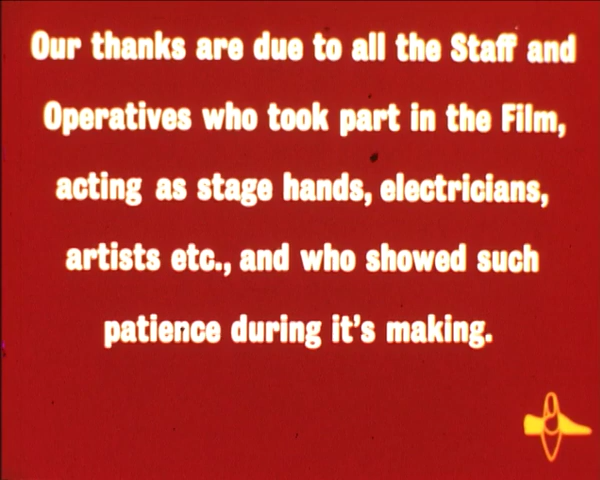 Our thanks are due to all the Staff and
Operatives who took part in the Film,
acting as stage hands, electricians,
artists etc., and who showed such
patience during it's making.